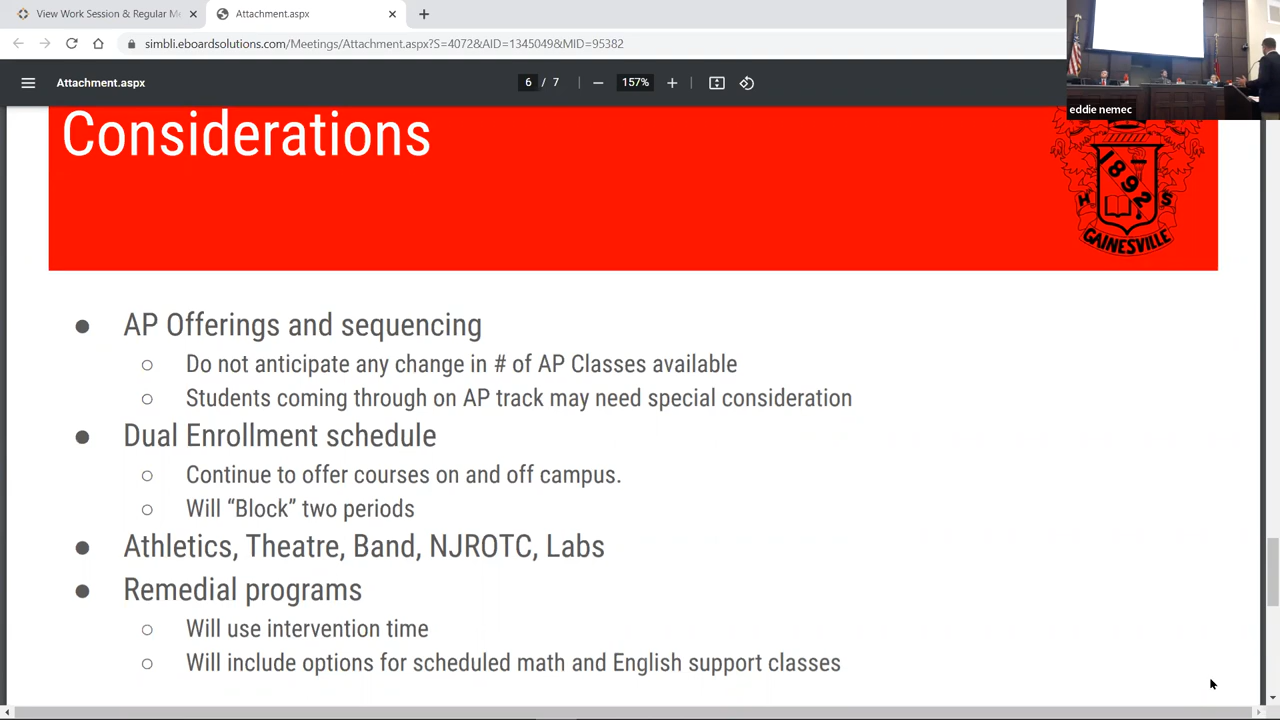 View Work Session & Regular Me
Attachment.aspx
simbli.eboardsolutions.com/Meetings/Attachment.aspx?S=4072&AID=1345049&MID=95382
Attachment.aspx
6 / 7
157%
eddie nemec
Considerations
1892
H S
GAINESVILLE
● AP Offerings and sequencing
○ Do not anticipate any change in # of AP Classes available
○ Students coming through on AP track may need special consideration
● Dual Enrollment schedule
○ Continue to offer courses on and off campus.
○ Will “Block” two periods
● Athletics, Theatre, Band, NJROTC, Labs
● Remedial programs
○ Will use intervention time
○ Will include options for scheduled math and English support classes